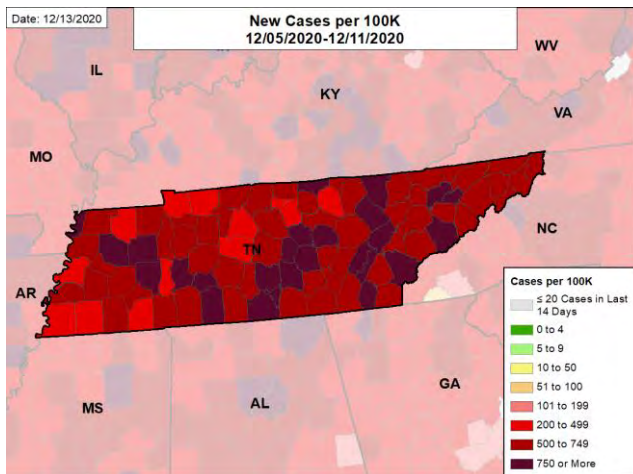 Date: 12/13/2020
New Cases per 100K
12/05/2020-12/11/2020
WV
IL
KY
VA
MO
TN
NC
AR
MS
AL
GA
Cases per 100K
≤ 20 Cases in Last
14 Days
0 to 4
5 to 9
10 to 50
51 to 100
101 to 199
200 to 499
500 to 749
750 or More